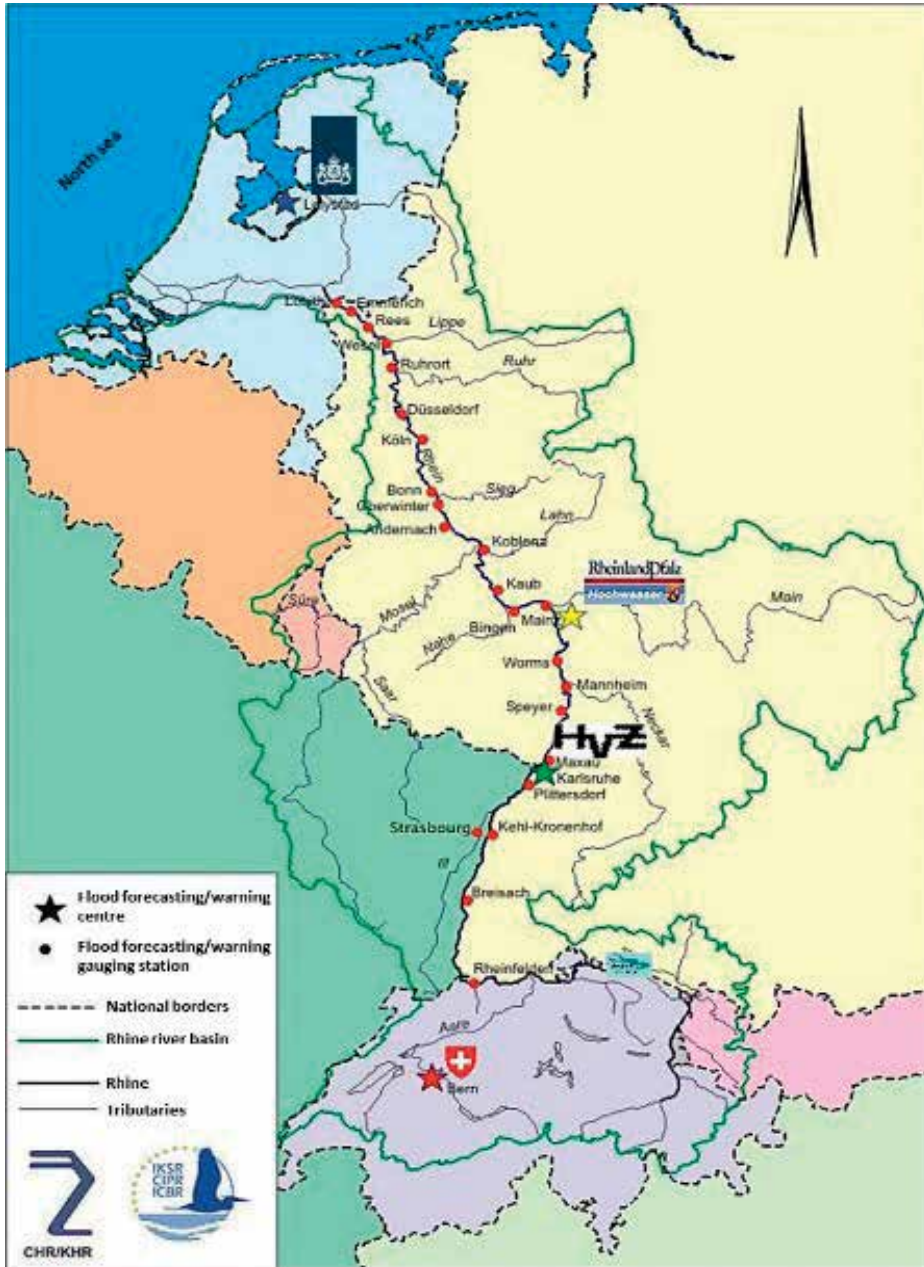 North sea
Lelystad
Emmerich
Rees
Lippe
Wesel
Ruhrort
Ruhr
Düsseldorf
Köln
Rhein
Bonn
Sieg
Oberwinter
Lahn
Andernach
Koblenz
RheinlandPfalz
Hochwasser
Kaub
Mosel
Main
Sûre
Bingen
Mainz
Nahe
Worms
Mannheim
Saar
Speyer
Neckar
HVZ
Maxau
Karlsruhe
Plittersdorf
Strasbourg
Kehl-Kronenhof
Ill
Breisach
Rheinfelden
Aare
Bern
Flood forecasting/warning
centre
Flood forecasting/warning
gauging station
National borders
Rhine river basin
Rhine
Tributaries
IKSR
CIPR
ICBR
CHR/KHR